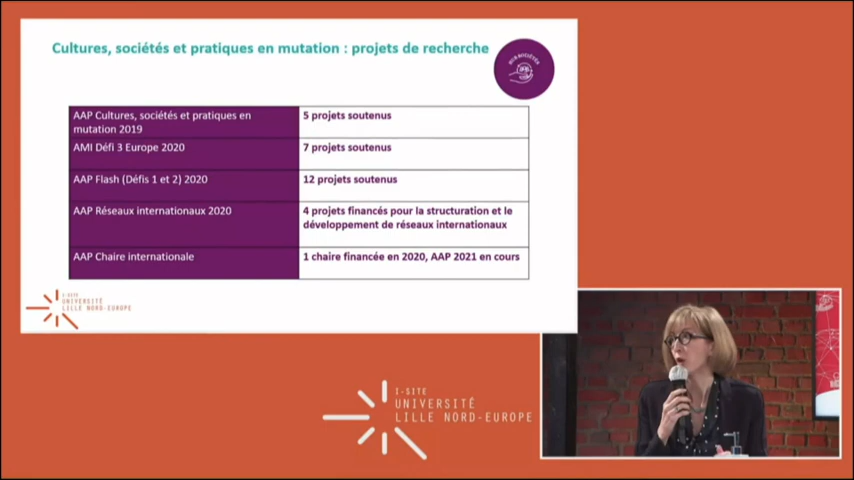 Cultures, sociétés et pratiques en mutation : projets de recherche
HUB SOCIÉTÉS
AAP Cultures, sociétés et pratiques en
mutation 2019
5 projets soutenus
AMI Défi 3 Europe 2020
7 projets soutenus
AAP Flash (Défis 1 et 2) 2020
12 projets soutenus
AAP Réseaux internationaux 2020
4 projets financés pour la structuration et le
développement de réseaux internationaux
AAP Chaire internationale
1 chaire financée en 2020, AAP 2021 en cours
I-SITE
UNIVERSITÉ
LILLE NORD-EUROPE
I-SITE
UNIVERSITÉ
LILLE NORD-EUROPE